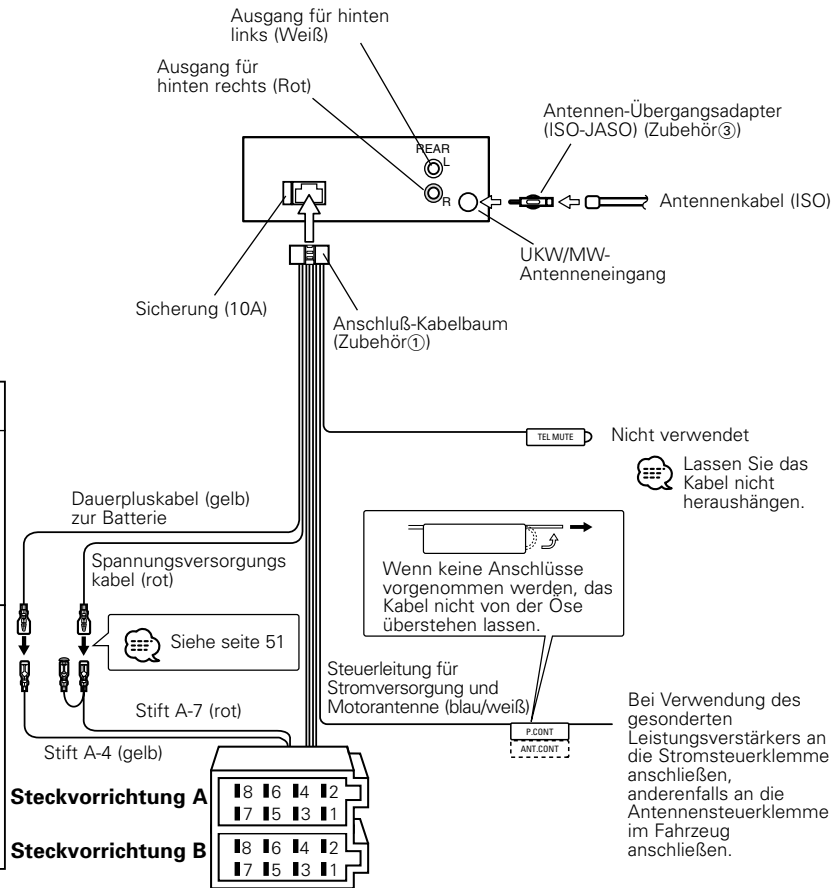 Ausgang für hinten
links (Weiß)
Ausgang für
hinten rechts (Rot)
Antennen-Übergangsadapter
(ISO-JASO) (Zubehör③)
REAR
L
R
Antennenkabel (ISO)
UKW/MW-
Antenneneingang
Sicherung (10A)
Anschluß-Kabelbaum
(Zubehör①)
TEL MUTE
Nicht verwendet
Lassen Sie das
Kabel nicht
heraushängen.
Dauerpluskabel (gelb)
zur Batterie
Spannungsversorgungs
kabel (rot)
Wenn keine Anschlüsse
vorgenommen werden, das
Kabel nicht von der Öse
überstehen lassen.
Siehe seite 51
Steuerleitung für
Stromversorgung und
Motorantenne (blau/weiß)
P.CONT
ANT.CONT
Bei Verwendung des
gesonderten
Leistungsverstärkers an
die Stromsteuerklemme
anschließen,
anderenfalls an die
Antennensteuerklemme
im Fahrzeug
anschließen.
Stift A-7 (rot)
Stift A-4 (gelb)
Steckvorrichtung A
8 6 4 2
7 5 3 1
Steckvorrichtung B
8 6 4 2
7 5 3 1